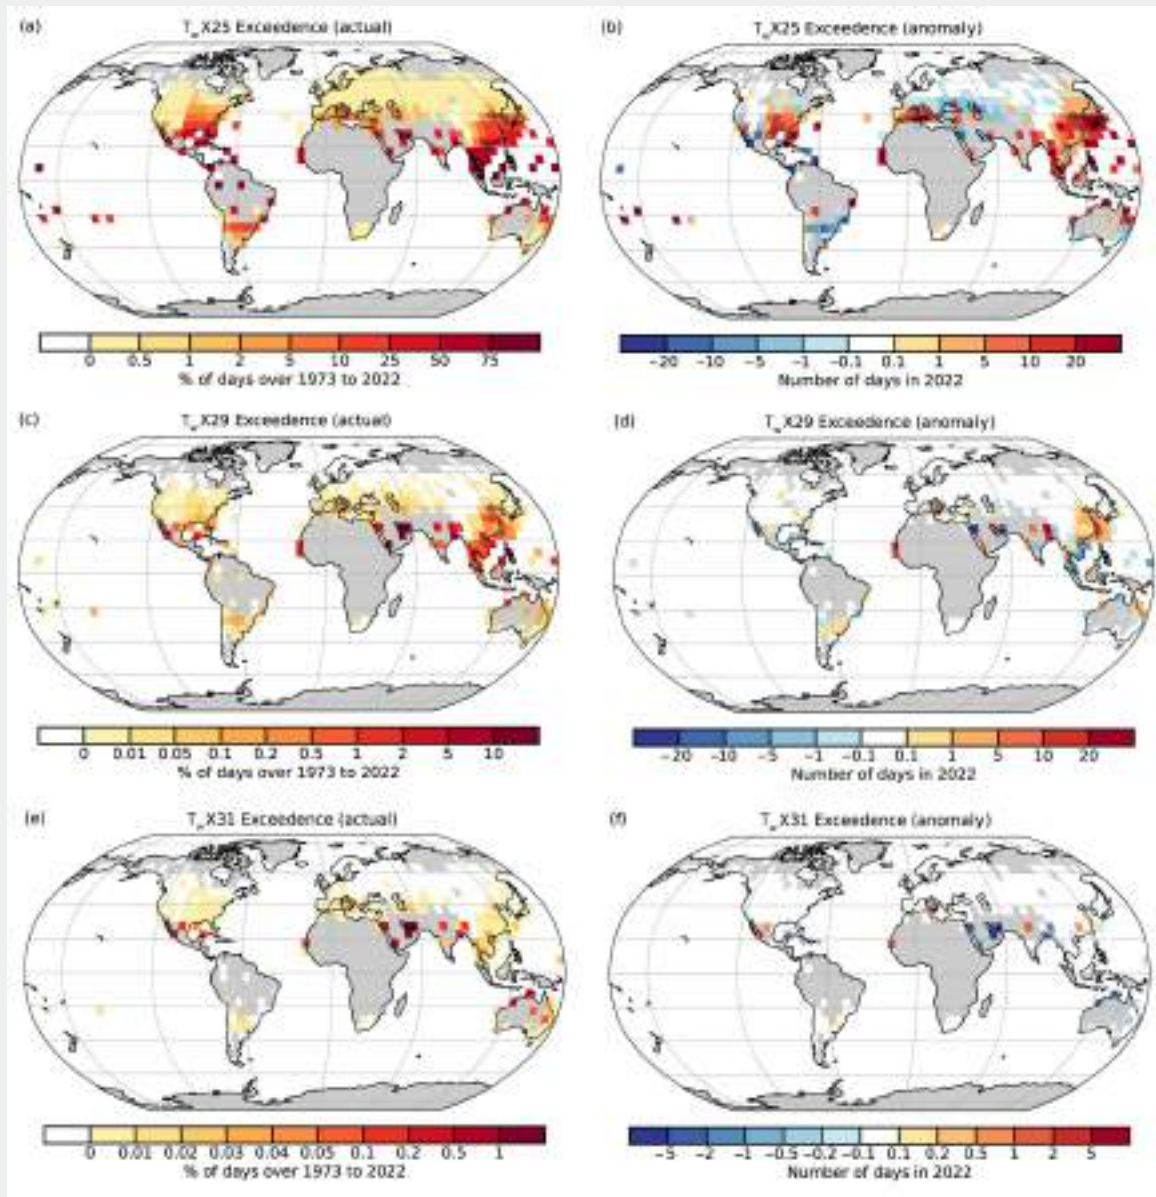 (a) T_wX25 Exceedence (actual)
0 0.5 1 2 5 10 25 50 75
% of days over 1973 to 2022
(b) T_wX25 Exceedence (anomaly)
−20 −10 −5 −1 −0.1 0.1 1 5 10 20
Number of days in 2022
(c) T_wX29 Exceedence (actual)
0 0.01 0.05 0.1 0.2 0.5 1 2 5 10
% of days over 1973 to 2022
(d) T_wX29 Exceedence (anomaly)
−20 −10 −5 −1 −0.1 0.1 1 5 10 20
Number of days in 2022
(e) T_wX31 Exceedence (actual)
0 0.01 0.02 0.03 0.04 0.05 0.1 0.2 0.5 1
% of days over 1973 to 2022
(f) T_wX31 Exceedence (anomaly)
−5 −2 −1 −0.5 −0.2 −0.1 0.1 0.2 0.5 1 2 5
Number of days in 2022